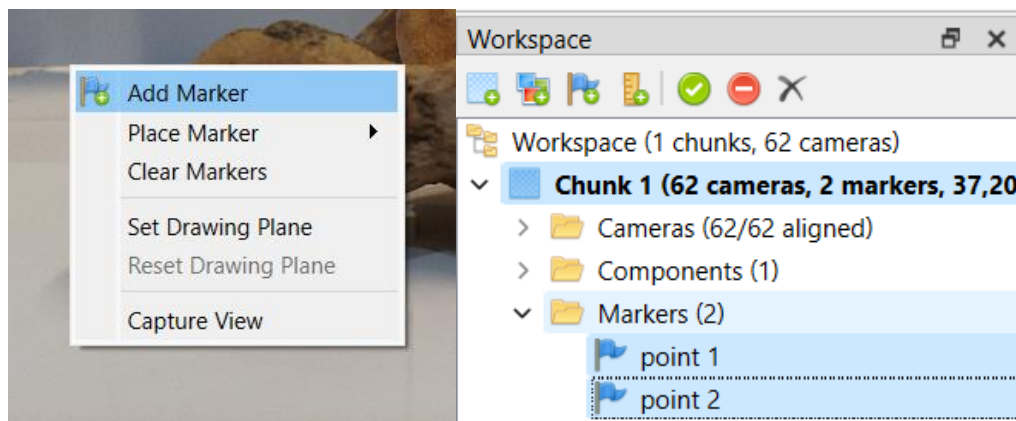 Add Marker
Place Marker
Clear Markers
Set Drawing Plane
Reset Drawing Plane
Capture View
Workspace
Workspace (1 chunks, 62 cameras)
Chunk 1 (62 cameras, 2 markers, 37,20
Cameras (62/62 aligned)
Components (1)
Markers (2)
point 1
point 2